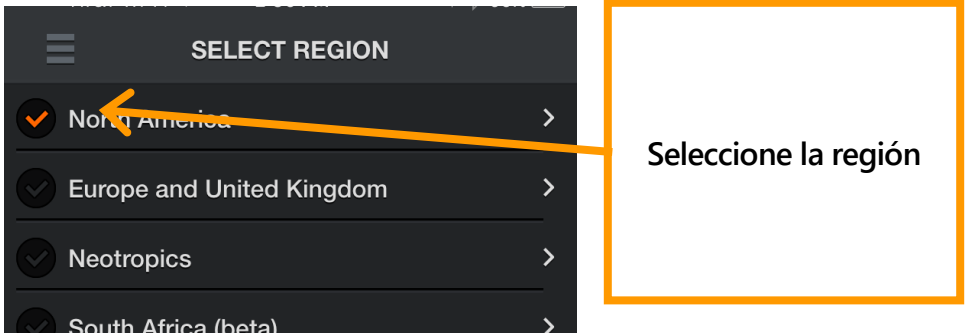 SELECT REGION
North America
Europe and United Kingdom
Neotropics
South Africa (beta)
Seleccione la región